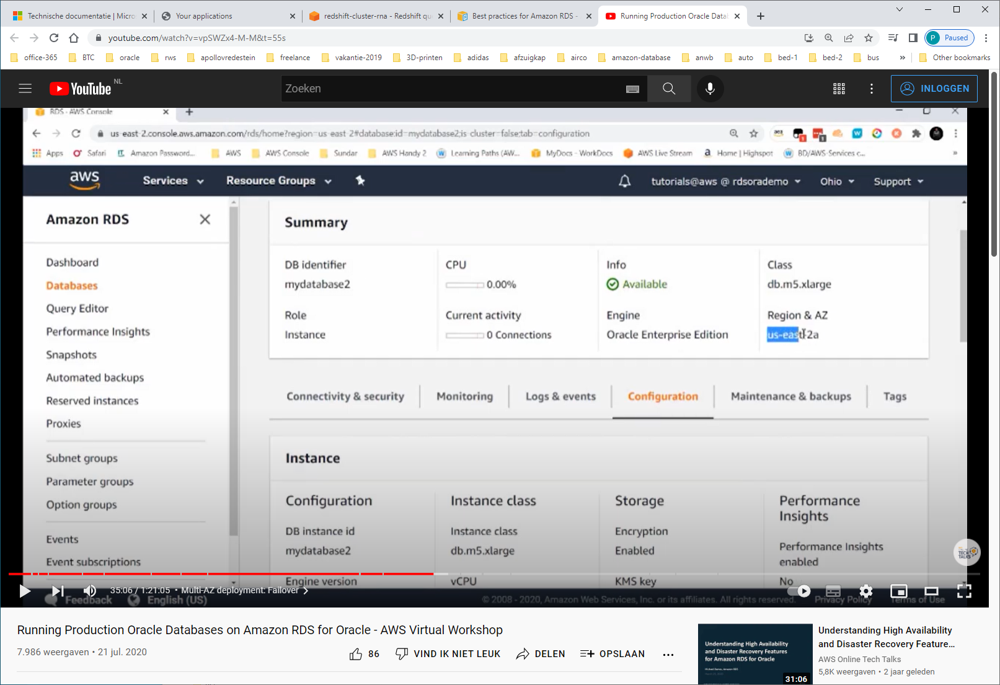 Technische documentatie | Micro
Your applications
redshift-cluster-rna - Redshift qu
Best practices for Amazon RDS -
Running Production Oracle Datab
youtube.com/watch?v=vpSWZx4-M-M&t=55s
P Paused
office-365 BTC oracle rws apollovredestein freelance vakantie-2019 3D-printen adidas afzuigkap airco amazon-database anwb auto bed-1 bed-2 bus » Other bookmarks
YouTube NL
Zoeken
INLOGGEN
RDS - AWS Console
us-east-2.console.aws.amazon.com/rds/home?region=us-east-2#database:id=mydatabase2;is-cluster=false;tab=configuration
Apps Safari Amazon Password... AWS AWS Console Sundar AWS Handy 2 Learning Paths (AW... MyDocs - WorkDocs AWS Live Stream Home | Highspot BD/AWS-Services c... »
aws Services Resource Groups tutorials@aws @ rdsorademo Ohio Support
Amazon RDS
Dashboard
Databases
Query Editor
Performance Insights
Snapshots
Automated backups
Reserved instances
Proxies
Subnet groups
Parameter groups
Option groups
Events
Event subscriptions
Summary
DB identifier CPU Info Class
mydatabase2 0.00% Available db.m5.xlarge
Role Current activity Engine Region & AZ
Instance 0 Connections Oracle Enterprise Edition us-east-2a
Connectivity & security Monitoring Logs & events Configuration Maintenance & backups Tags
Instance
Configuration Instance class Storage Performance
Insights
DB instance id Instance class Encryption
mydatabase2 db.m5.xlarge Enabled Performance Insights
enabled
Engine version vCPU KMS key No
TECH
TALKS
35:06 / 1:21:05 • Multi-AZ deployment: Failover
Feedback English (US) © 2008 - 2020, Amazon Web Services, Inc. or its affiliates. All rights reserved. Privacy Policy Terms of Use
Running Production Oracle Databases on Amazon RDS for Oracle - AWS Virtual Workshop
7.986 weergaven • 21 jul. 2020
86 VIND IK NIET LEUK DELEN OPSLAAN
Understanding High Availability
and Disaster Recovery Features
for Amazon RDS for Oracle
31:06
Understanding High Availability
and Disaster Recovery Feature...
AWS Online Tech Talks
5,8K weergaven • 2 jaar geleden